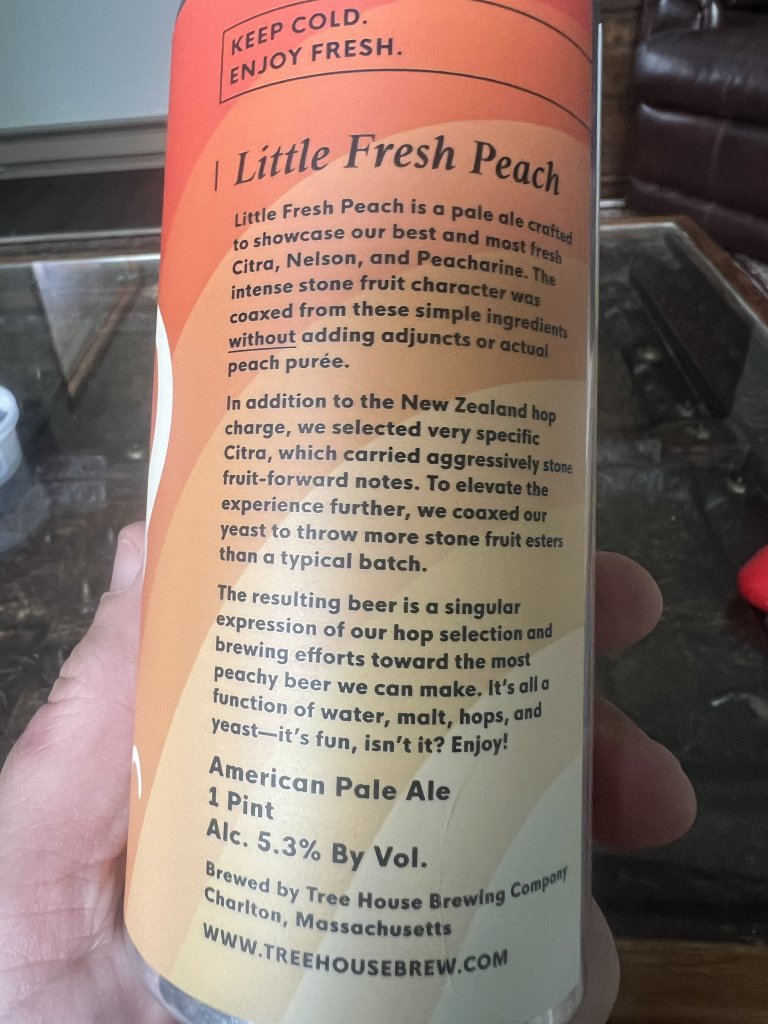 KEEP COLD.
ENJOY FRESH.
Little Fresh Peach
Little Fresh Peach is a pale ale crafted
to showcase our best and most fresh
Citra, Nelson, and Peacharine. The
intense stone fruit character was
coaxed from these simple ingredients
without adding adjuncts or actual
peach purée.
In addition to the New Zealand hop
charge, we selected very specific
Citra, which carried aggressively stone
fruit-forward notes. To elevate the
experience further, we coaxed our
yeast to throw more stone fruit esters
than a typical batch.
The resulting beer is a singular
expression of our hop selection and
brewing efforts toward the most
peachy beer we can make. It's all a
function of water, malt, hops, and
yeast—it's fun, isn't it? Enjoy!
American Pale Ale
1 Pint
Alc. 5.3% By Vol.
Brewed by Tree House Brewing Company
Charlton, Massachusetts
WWW.TREEHOUSEBREW.COM